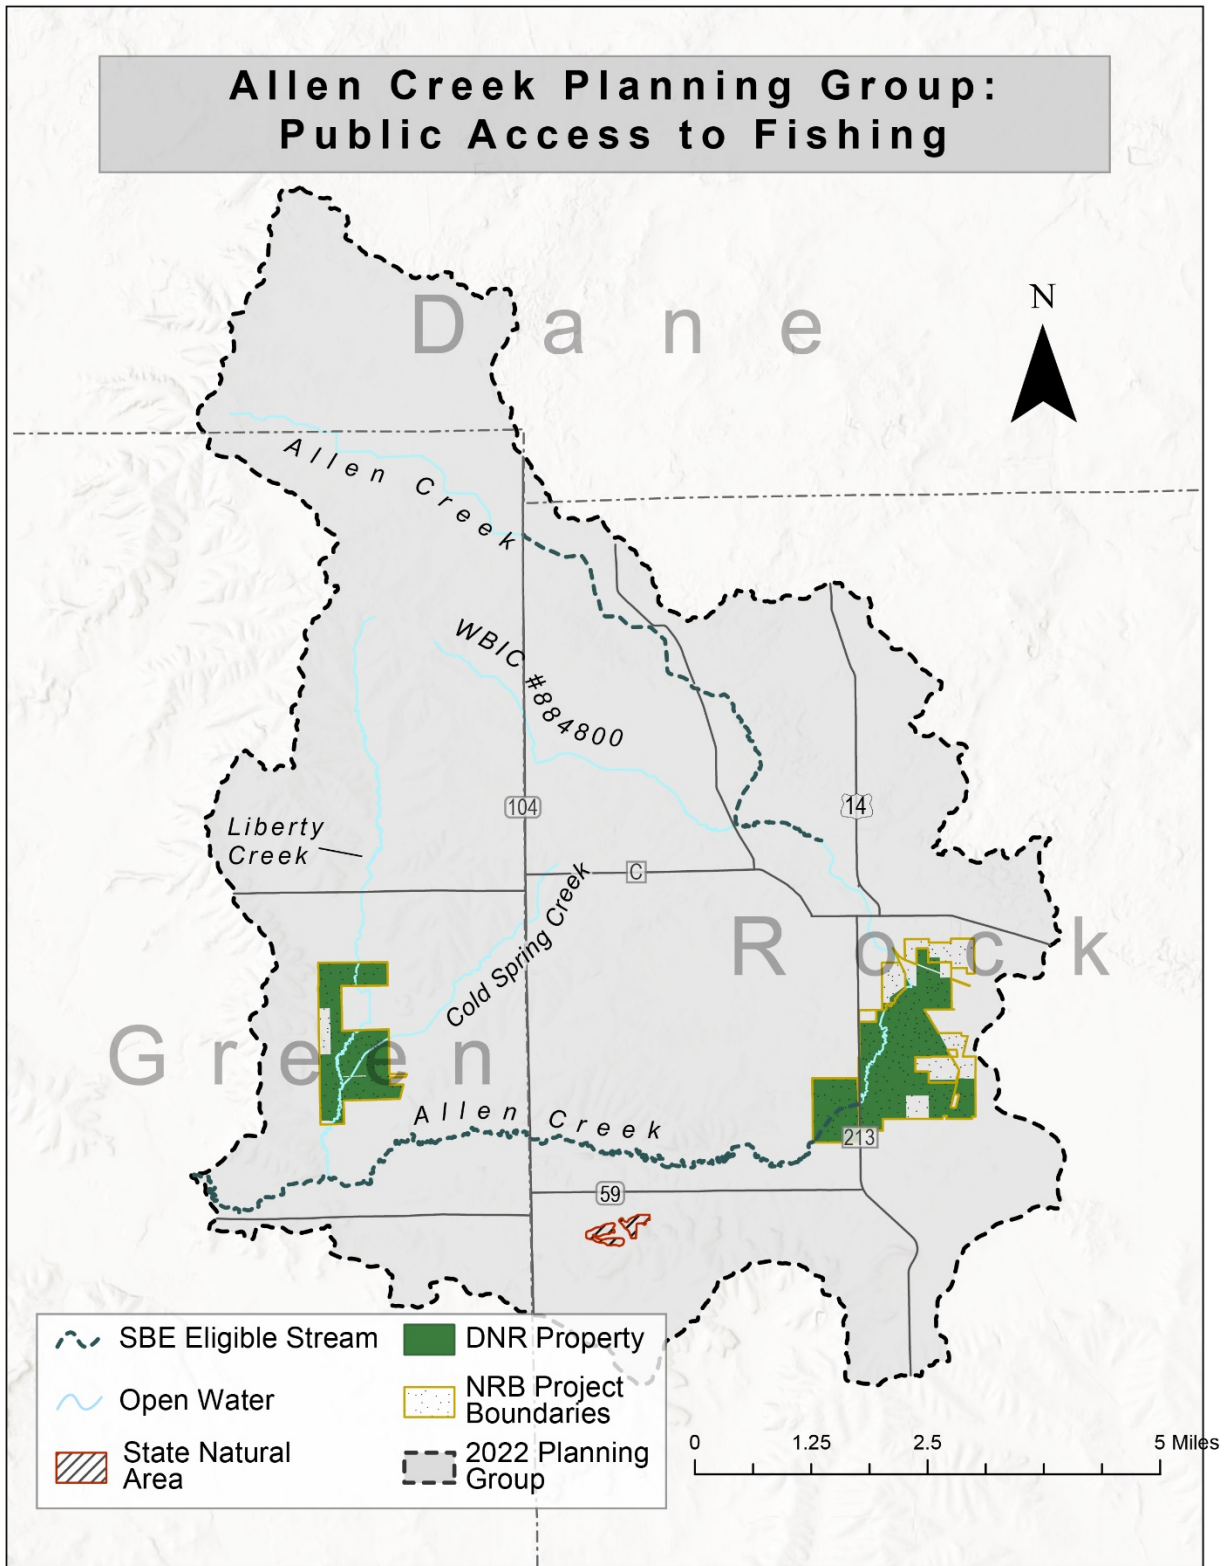 Allen Creek Planning Group:
Public Access to Fishing
Dane
N
Allen Creek
WBIC #884800
104
14
Liberty
Creek
C
Cold Spring Creek
Rock
Green
Allen Creek
213
59
SBE Eligible Stream
DNR Property
Open Water
NRB Project
Boundaries
State Natural
Area
2022 Planning
Group
0 1.25 2.5 5 Miles